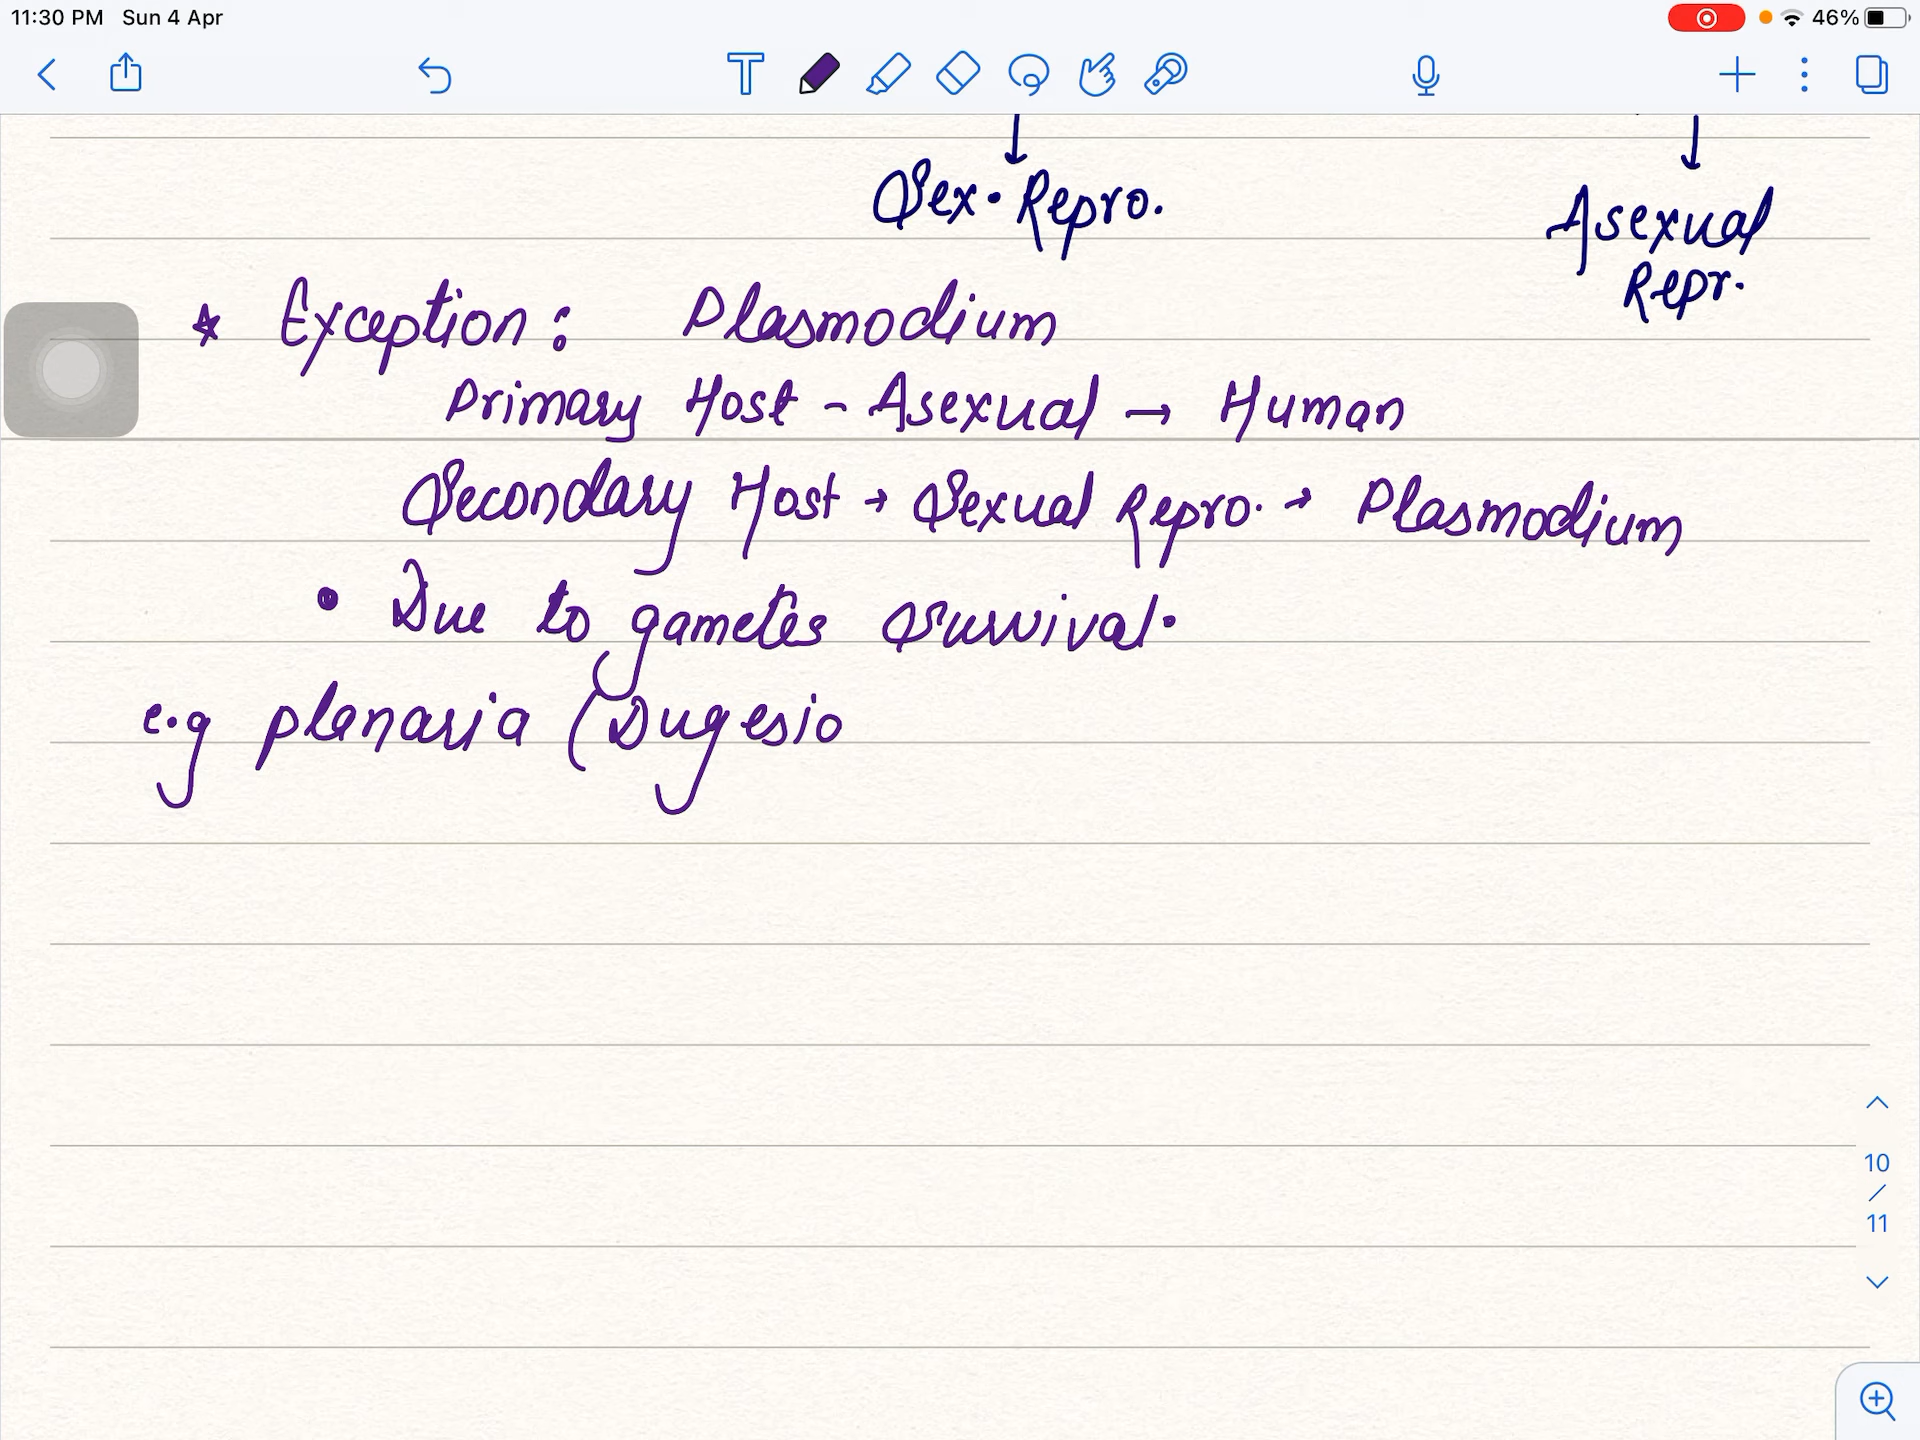 11:30 PM Sun 4 Apr
46%
T
Sex. Repro.
Asexual
Repr.
* Exception : Plasmodium
Primary Host - Asexual → Human
Secondary Host → Sexual Repro. → Plasmodium
• Due to gametes survival.
e.g planaria (Dugesio
10
/
11